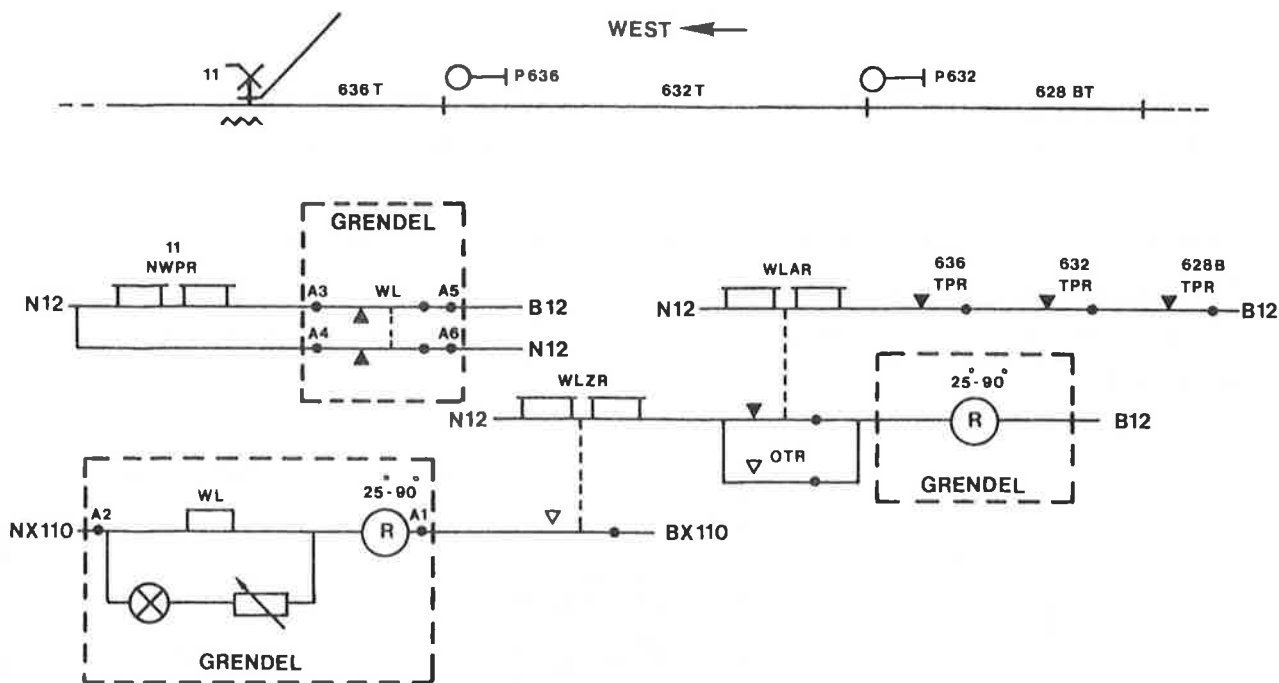 WEST
11
636 T
P636
632T
P632
628 BT
GRENDEL
11
NWPR
N12
A3
WL
A5
B12
A4
A6
N12
WLAR
636
TPR
632
TPR
628B
TPR
N12
B12
WLZR
N12
OTR
25°-90°
R
B12
GRENDEL
WL
25°-90°
NX110
A2
R
A1
BX110
GRENDEL